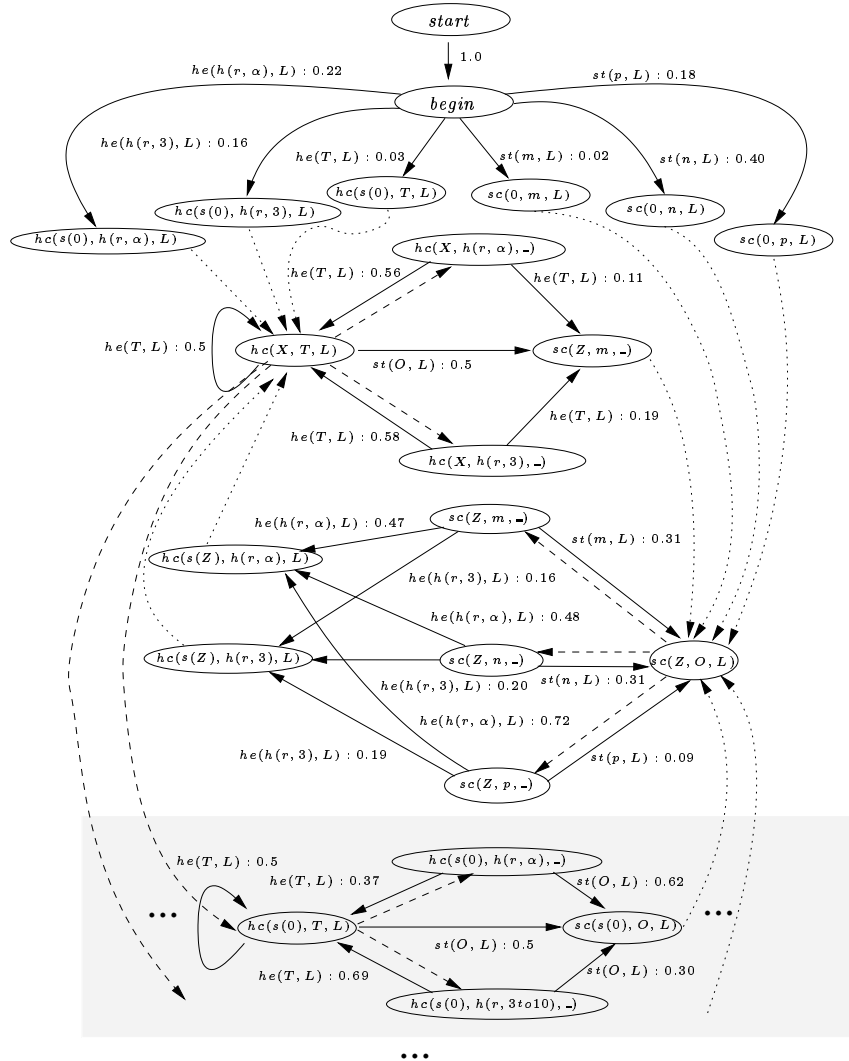 start
1.0
he(h(r, α), L) : 0.22
st(p, L) : 0.18
begin
he(h(r, 3), L) : 0.16
he(T, L) : 0.03
st(m, L) : 0.02
st(n, L) : 0.40
hc(s(0), T, L)
sc(0, m, L)
hc(s(0), h(r, 3), L)
sc(0, n, L)
hc(s(0), h(r, α), L)
sc(0, p, L)
hc(X, h(r, α), _)
he(T, L) : 0.56
he(T, L) : 0.11
he(T, L) : 0.5
hc(X, T, L)
sc(Z, m, _)
st(O, L) : 0.5
he(T, L) : 0.19
he(T, L) : 0.58
hc(X, h(r, 3), _)
he(h(r, α), L) : 0.47
sc(Z, m, _)
st(m, L) : 0.31
hc(s(Z), h(r, α), L)
he(h(r, 3), L) : 0.16
he(h(r, α), L) : 0.48
hc(s(Z), h(r, 3), L)
sc(Z, n, _)
sc(Z, O, L)
he(h(r, 3), L) : 0.20
st(n, L) : 0.31
he(h(r, α), L) : 0.72
he(h(r, 3), L) : 0.19
st(p, L) : 0.09
sc(Z, p, _)
he(T, L) : 0.5
hc(s(0), h(r, α), _)
he(T, L) : 0.37
st(O, L) : 0.62
...
...
hc(s(0), T, L)
sc(s(0), O, L)
st(O, L) : 0.5
he(T, L) : 0.69
st(O, L) : 0.30
hc(s(0), h(r, 3to10), _)
...